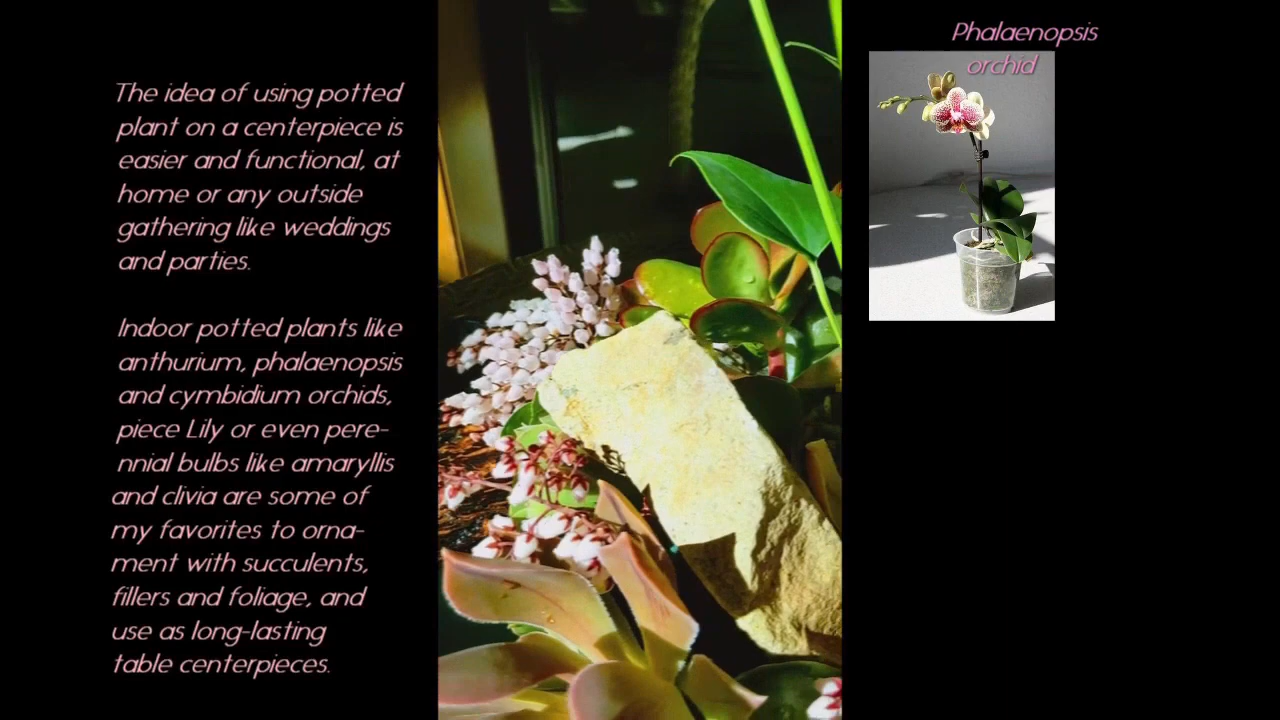 The idea of using potted
plant on a centerpiece is
easier and functional, at
home or any outside
gathering like weddings
and parties.
Indoor potted plants like
anthurium, phalaenopsis
and cymbidium orchids,
piece Lily or even pere-
nnial bulbs like amaryllis
and clivia are some of
my favorites to orna-
ment with succulents,
fillers and foliage, and
use as long-lasting
table centerpieces.
Phalaenopsis
orchid